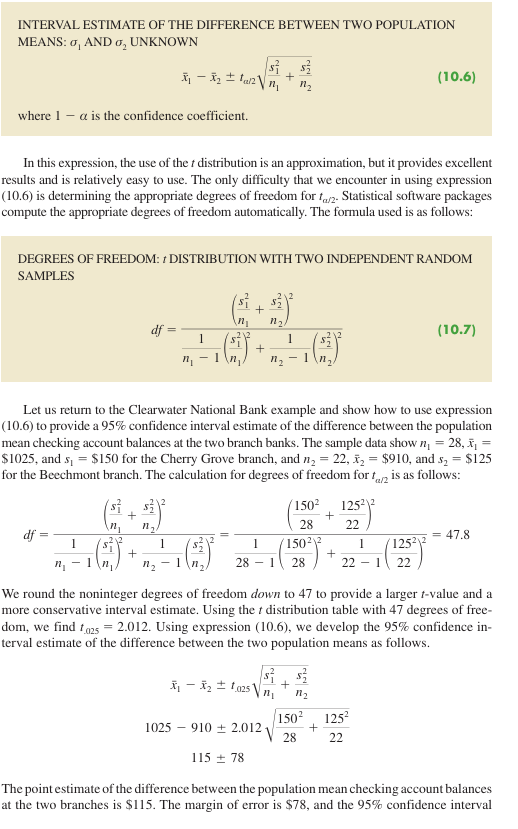 INTERVAL ESTIMATE OF THE DIFFERENCE BETWEEN TWO POPULATION
MEANS: σ₁ AND σ₂ UNKNOWN
x̄₁ − x̄₂ ± t_{α/2} √(s₁²/n₁ + s₂²/n₂) (10.6)
where 1 − α is the confidence coefficient.
In this expression, the use of the t distribution is an approximation, but it provides excellent
results and is relatively easy to use. The only difficulty that we encounter in using expression
(10.6) is determining the appropriate degrees of freedom for t_{α/2}. Statistical software packages
compute the appropriate degrees of freedom automatically. The formula used is as follows:
DEGREES OF FREEDOM: t DISTRIBUTION WITH TWO INDEPENDENT RANDOM
SAMPLES
df = (s₁²/n₁ + s₂²/n₂)² / (1/(n₁ − 1) (s₁²/n₁)² + 1/(n₂ − 1) (s₂²/n₂)²) (10.7)
Let us return to the Clearwater National Bank example and show how to use expression
(10.6) to provide a 95% confidence interval estimate of the difference between the population
mean checking account balances at the two branch banks. The sample data show n₁ = 28, x̄₁ =
$1025, and s₁ = $150 for the Cherry Grove branch, and n₂ = 22, x̄₂ = $910, and s₂ = $125
for the Beechmont branch. The calculation for degrees of freedom for t_{α/2} is as follows:
df = (s₁²/n₁ + s₂²/n₂)² / (1/(n₁ − 1) (s₁²/n₁)² + 1/(n₂ − 1) (s₂²/n₂)²) = (150²/28 + 125²/22)² / (1/(28 − 1) (150²/28)² + 1/(22 − 1) (125²/22)²) = 47.8
We round the noninteger degrees of freedom down to 47 to provide a larger t-value and a
more conservative interval estimate. Using the t distribution table with 47 degrees of free-
dom, we find t.₀₂₅ = 2.012. Using expression (10.6), we develop the 95% confidence in-
terval estimate of the difference between the two population means as follows.
x̄₁ − x̄₂ ± t.₀₂₅ √(s₁²/n₁ + s₂²/n₂)
1025 − 910 ± 2.012 √(150²/28 + 125²/22)
115 ± 78
The point estimate of the difference between the population mean checking account balances
at the two branches is $115. The margin of error is $78, and the 95% confidence interval